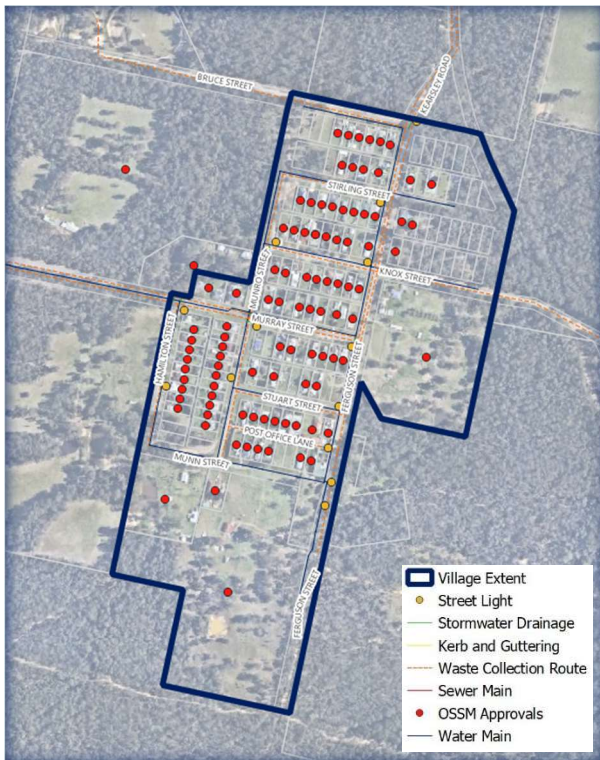 BRUCE STREET
KEARSLEY ROAD
STIRLING STREET
KNOX STREET
MUNRO STREET
MURRAY STREET
HAMILTON STREET
FERGUSON STREET
STUART STREET
POST OFFICE LANE
MUNN STREET
FERGUSON STREET
Village Extent
Street Light
Stormwater Drainage
Kerb and Guttering
Waste Collection Route
Sewer Main
OSSM Approvals
Water Main